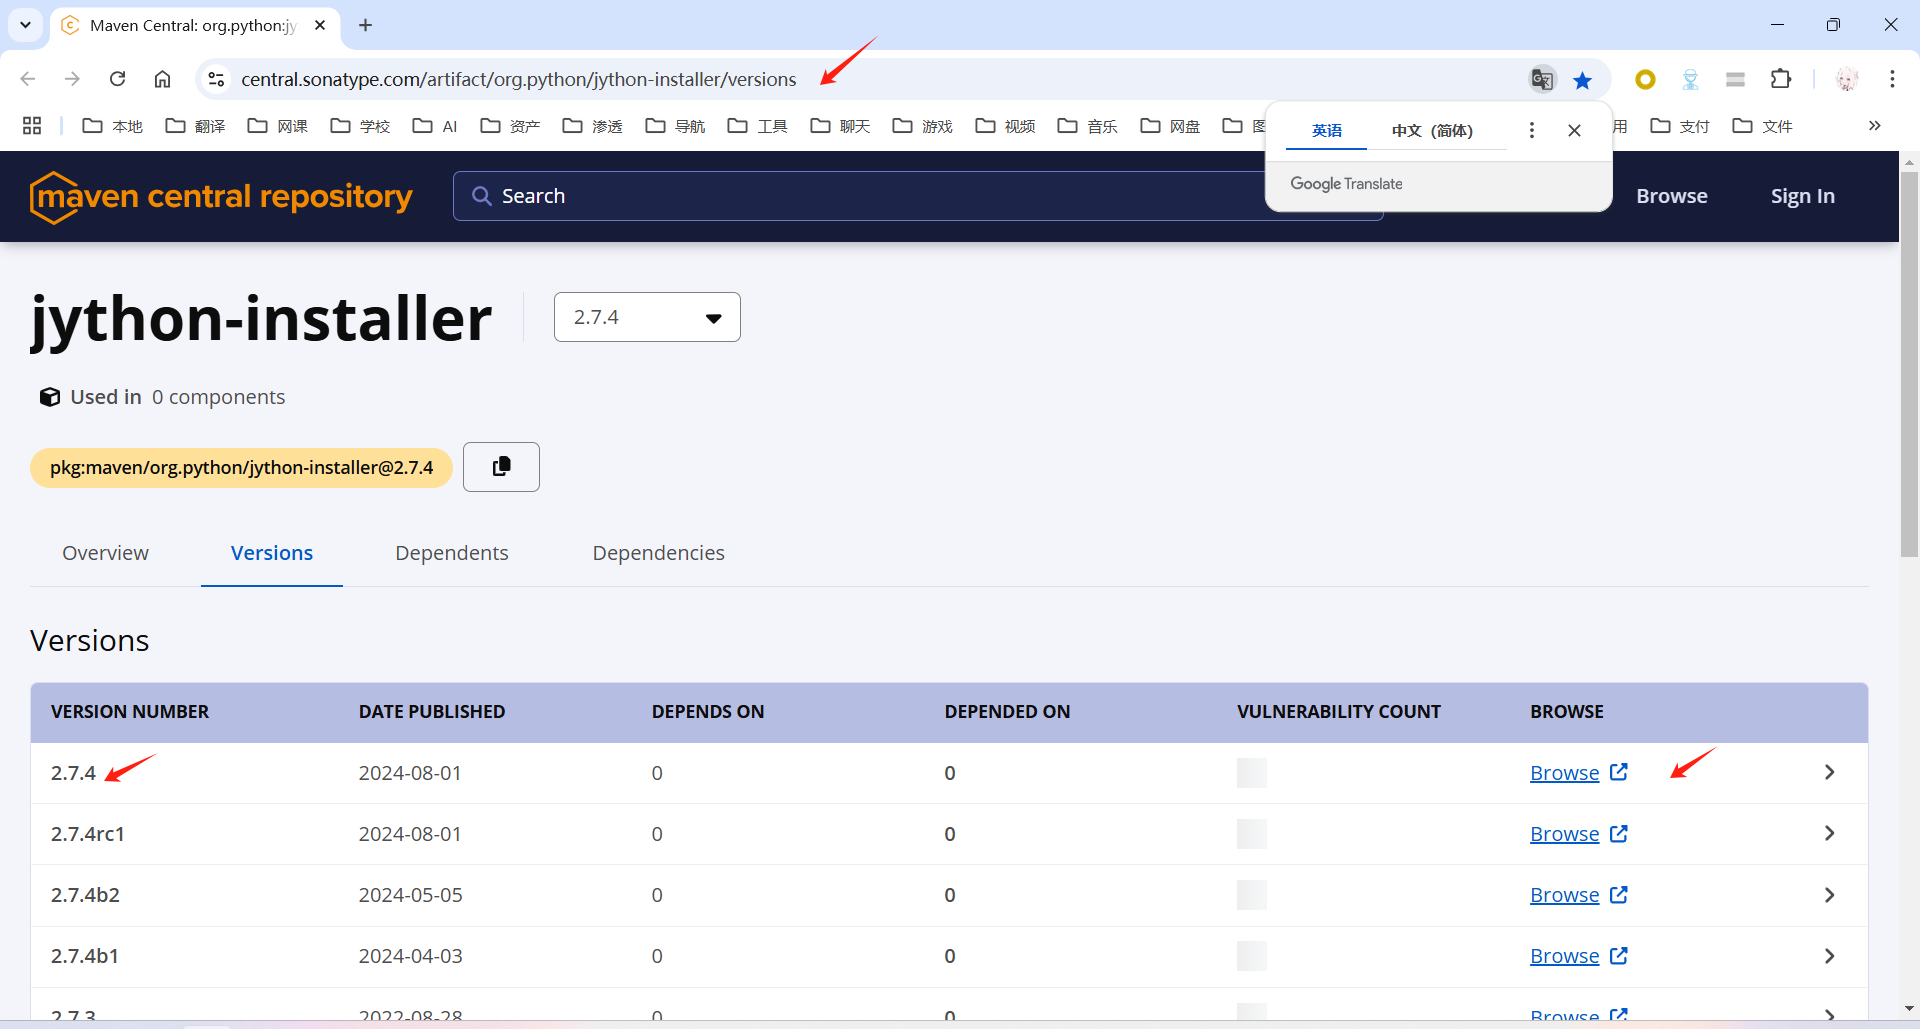 Maven Central: org.python:jy
central.sonatype.com/artifact/org.python/jython-installer/versions
本地 翻译 网课 学校 AI 资产 渗透 导航 工具 聊天 游戏 视频 音乐 网盘 用 支付 文件
英语 中文（简体）
Google Translate
maven central repository Search Browse Sign In
jython-installer 2.7.4
Used in 0 components
pkg:maven/org.python/jython-installer@2.7.4
Overview Versions Dependents Dependencies
Versions
VERSION NUMBER DATE PUBLISHED DEPENDS ON DEPENDED ON VULNERABILITY COUNT BROWSE
2.7.4 2024-08-01 0 0 Browse
2.7.4rc1 2024-08-01 0 0 Browse
2.7.4b2 2024-05-05 0 0 Browse
2.7.4b1 2024-04-03 0 0 Browse
2.7.3 2022-08-28 0 0 Browse